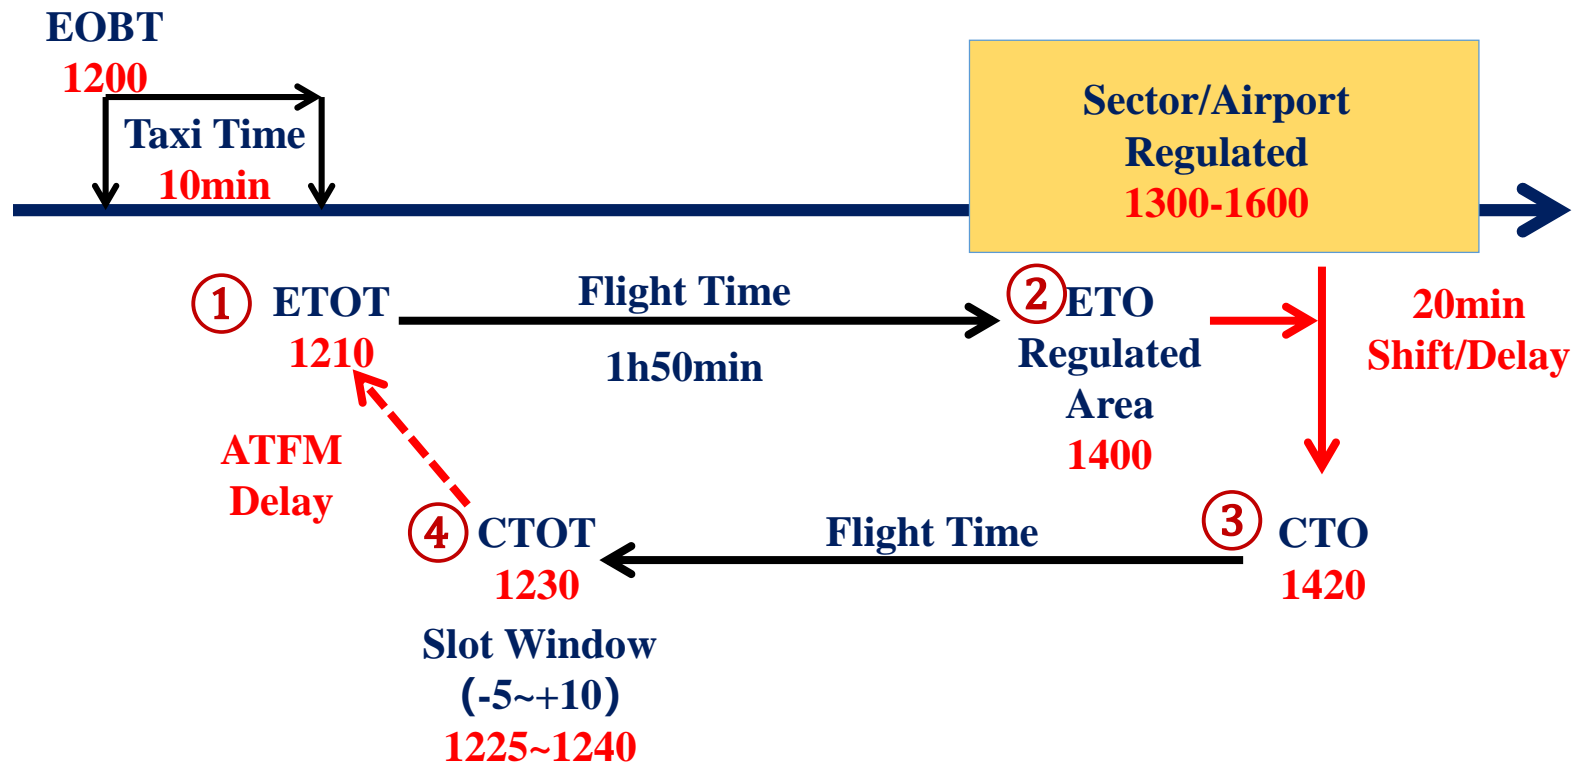 EOBT
1200
Taxi Time
10min
Sector/Airport
Regulated
1300-1600
① ETOT
1210
Flight Time
1h50min
② ETO
Regulated
Area
1400
20min
Shift/Delay
ATFM
Delay
④ CTOT
1230
Flight Time
③ CTO
1420
Slot Window
(-5~+10)
1225~1240